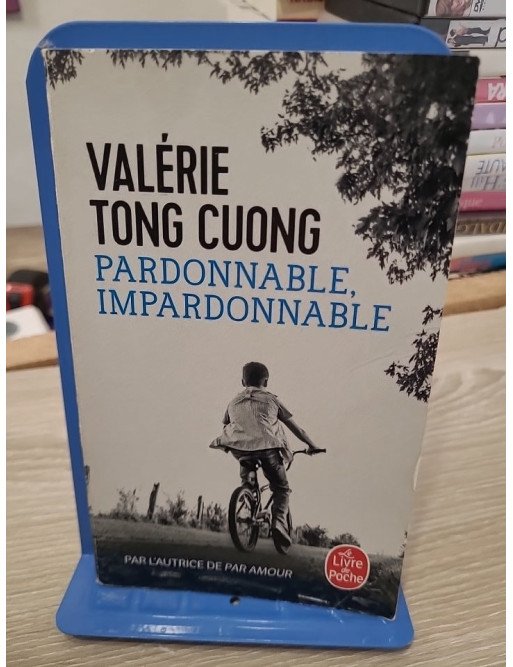 VALÉRIE
TONG CUONG
PARDONNABLE,
IMPARDONNABLE
PAR L'AUTRICE DE PAR AMOUR
Le
Livre
de
Poche